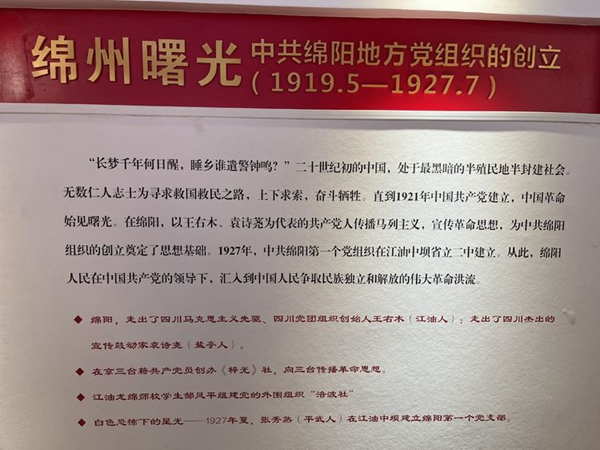 绵州曙光 中共绵阳地方党组织的创立
(1919.5—1927.7)
“长梦千年何日醒，睡乡谁遣警钟鸣？”二十世纪初的中国，处于最黑暗的半殖民地半封建社会。
无数仁人志士为寻求救国救民之路，上下求索，奋斗牺牲。直到1921年中国共产党建立，中国革命
始见曙光。在绵阳，以王右木、袁诗荛为代表的共产党人传播马列主义，宣传革命思想，为中共绵阳
组织的创立奠定了思想基础。1927年，中共绵阳第一个党组织在江油中坝省立二中建立。从此，绵阳
人民在中国共产党的领导下，汇入到中国人民争取民族独立和解放的伟大革命洪流。
◆ 绵阳，走出了四川马克思主义先驱、四川党团组织创始人王右木（江油人）；走出了四川杰出的
宣传鼓动家袁诗荛（盐亭人）。
◆ 在京三台籍共产党员创办《梓光》社，向三台传播革命思想。
◆ 江油龙绵师校学生邹风平组建党的外围组织“涪波社”
◆ 白色恐怖下的星光——1927年夏，张秀熟（平武人）在江油中坝建立绵阳第一个党支部。